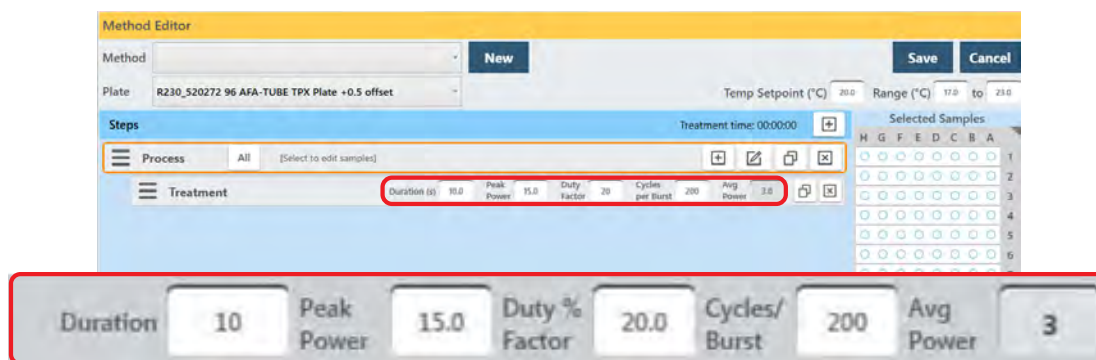 Method Editor
Method New Save Cancel
Plate R230_520272 96 AFA-TUBE TPX Plate +0.5 offset Temp Setpoint (°C) 20.0 Range (°C) 17.0 to 23.0
Steps Treatment time: 00:00:00 Selected Samples
H G F E D C B A
Process All [Select to edit samples] 1
2
Treatment Duration (s) 10.0 Peak Power 15.0 Duty Factor 20 Cycles per Burst 200 Avg Power 3.0 3
4
5
6
Duration 10 Peak Power 15.0 Duty % Factor 20.0 Cycles/ Burst 200 Avg Power 3